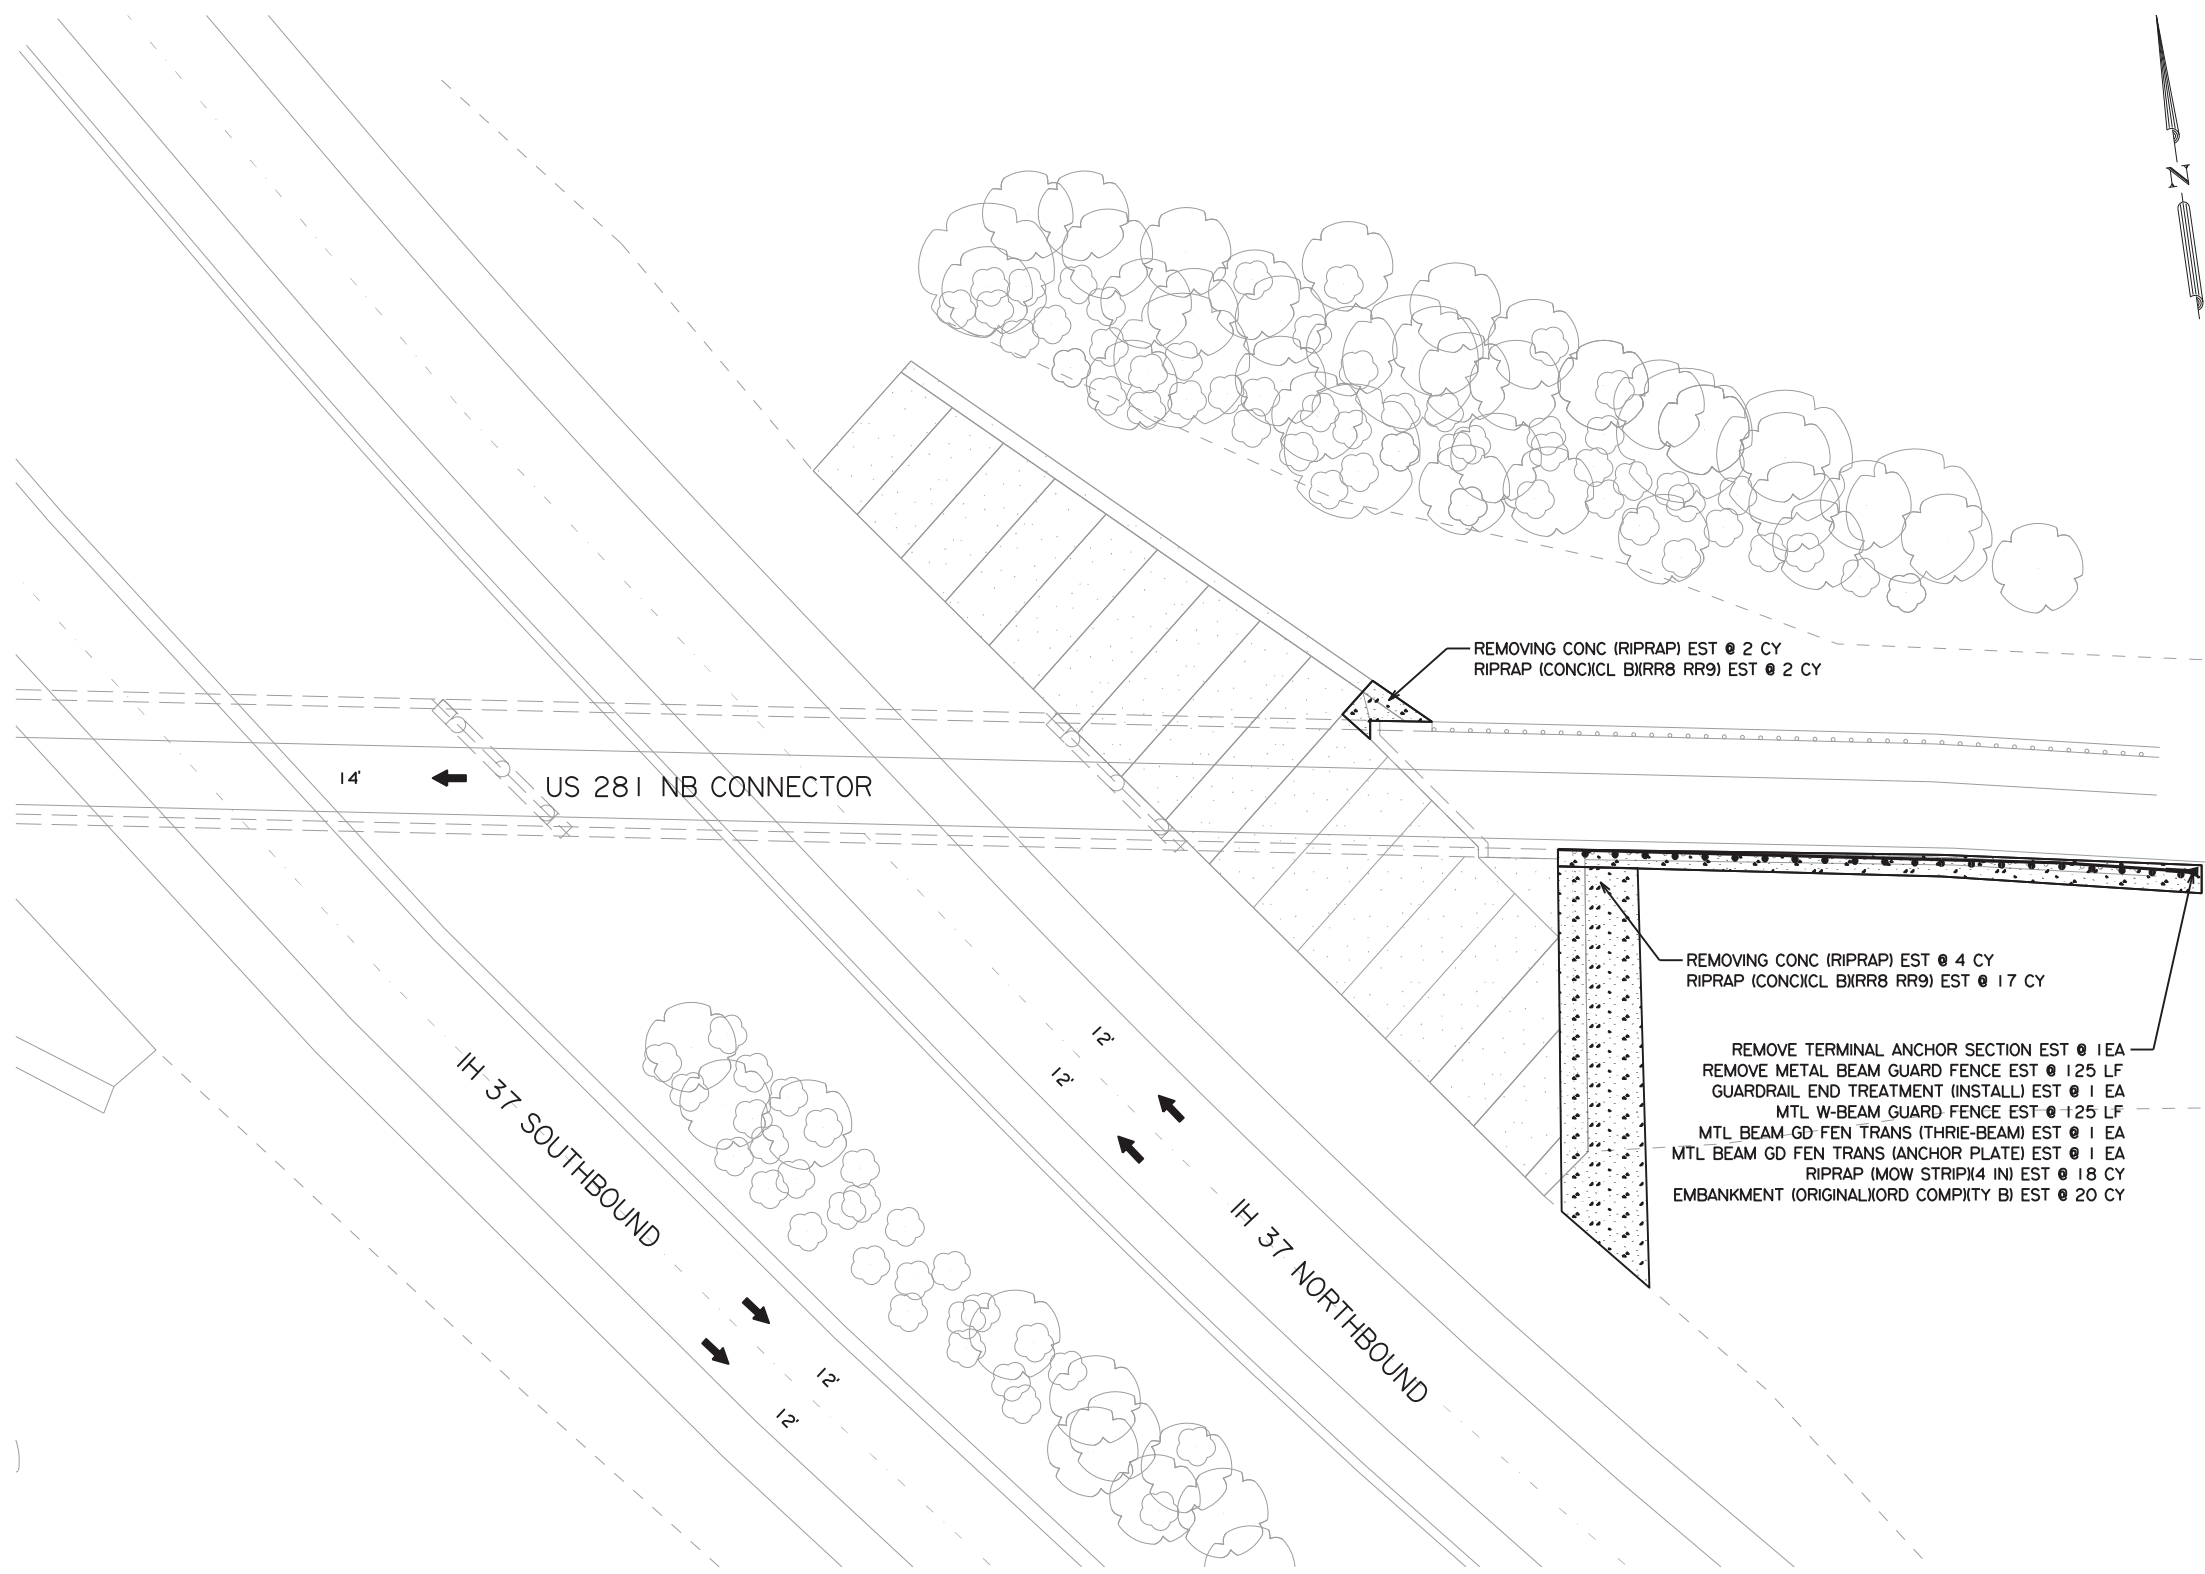 N
REMOVING CONC (RIPRAP) EST @ 2 CY
RIPRAP (CONC)(CL B)(RR8 RR9) EST @ 2 CY
14'
US 281 NB CONNECTOR
REMOVING CONC (RIPRAP) EST @ 4 CY
RIPRAP (CONC)(CL B)(RR8 RR9) EST @ 17 CY
REMOVE TERMINAL ANCHOR SECTION EST @ 1EA
REMOVE METAL BEAM GUARD FENCE EST @ 125 LF
GUARDRAIL END TREATMENT (INSTALL) EST @ 1 EA
MTL W-BEAM GUARD FENCE EST @ 125 LF
MTL BEAM GD FEN TRANS (THRIE-BEAM) EST @ 1 EA
MTL BEAM GD FEN TRANS (ANCHOR PLATE) EST @ 1 EA
RIPRAP (MOW STRIP)(4 IN) EST @ 18 CY
EMBANKMENT (ORIGINAL)(ORD COMP)(TY B) EST @ 20 CY
12'
12'
IH 37 SOUTHBOUND
IH 37 NORTHBOUND
12'
12'